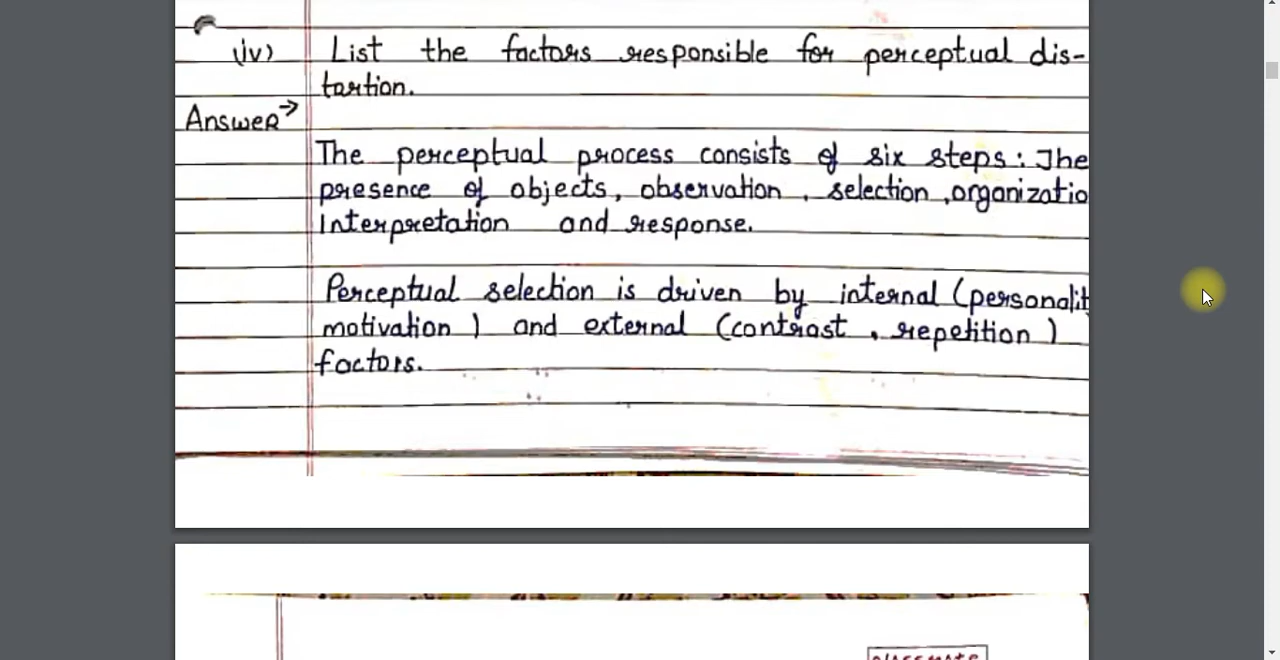 (iv) List the factors responsible for perceptual dis-
tortion.
Answer→
The perceptual process consists of six steps: The
presence of objects, observation, selection, organizatio
Interpretation and response.
Perceptual selection is driven by internal (personalit
motivation) and external (contrast, repetition)
factors.